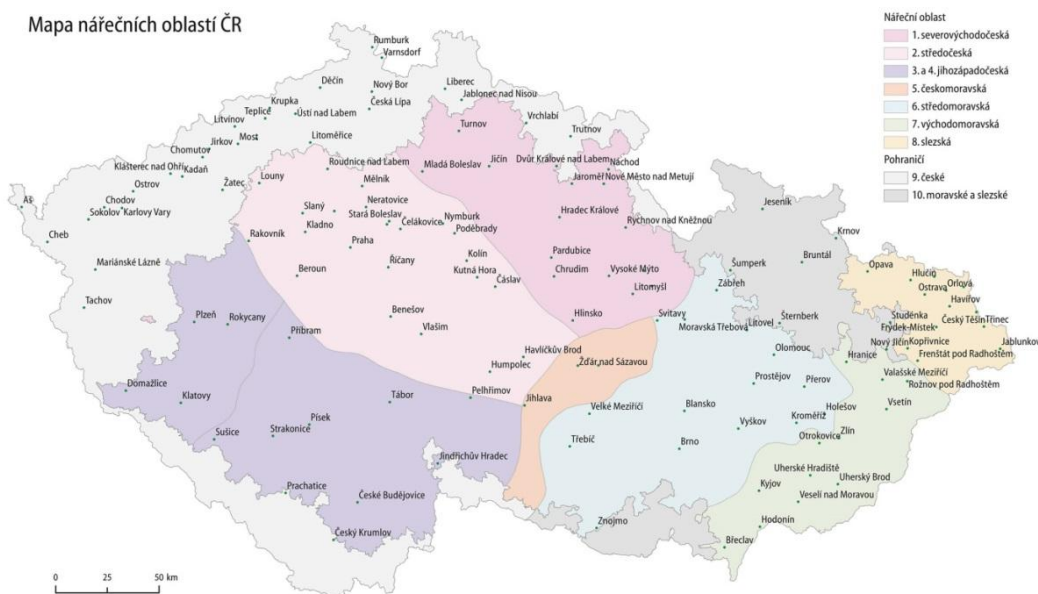 Mapa nářečních oblastí ČR
Nářeční oblast
1. severovýchodočeská
2. středočeská
3. a 4. jihozápadočeská
5. českomoravská
6. středomoravská
7. východomoravská
8. slezská
Pohraničí
9. české
10. moravské a slezské
Rumburk
Varnsdorf
Děčín
Nový Bor
Liberec
Jablonec nad Nisou
Krupka
Česká Lípa
Teplice
Ústí nad Labem
Litvínov
Vrchlabí
Trutnov
Turnov
Most
Jirkov
Litoměřice
Chomutov
Klášterec nad Ohří
Kadaň
Roudnice nad Labem
Mladá Boleslav
Jičín
Dvůr Králové nad Labem
Náchod
Louny
Mělník
Jaroměř
Nové Město nad Metují
Ostrov
Žatec
Chodov
Sokolov
Karlovy Vary
Aš
Neratovice
Slaný
Stará Boleslav
Čelákovice
Nymburk
Poděbrady
Hradec Králové
Rychnov nad Kněžnou
Jeseník
Krnov
Cheb
Kladno
Rakovník
Praha
Mariánské Lázně
Beroun
Říčany
Kolín
Kutná Hora
Čáslav
Pardubice
Chrudim
Vysoké Mýto
Litomyšl
Šumperk
Bruntál
Zábřeh
Opava
Hlučín
Ostrava
Orlová
Havířov
Tachov
Plzeň
Rokycany
Příbram
Benešov
Vlašim
Hlinsko
Svitavy
Moravská Třebová
Litovel
Šternberk
Studénka
Frýdek-Místek
Český Těšín
Třinec
Nový Jičín
Kopřivnice
Jablunkov
Frenštát pod Radhoštěm
Hranice
Valašské Meziříčí
Rožnov pod Radhoštěm
Havlíčkův Brod
Humpolec
Žďár nad Sázavou
Olomouc
Domažlice
Klatovy
Tábor
Pelhřimov
Jihlava
Velké Meziříčí
Blansko
Prostějov
Přerov
Vsetín
Holešov
Kroměříž
Vyškov
Sušice
Strakonice
Písek
Třebíč
Brno
Otrokovice
Zlín
Jindřichův Hradec
Uherské Hradiště
Uherský Brod
Kyjov
Veselí nad Moravou
Prachatice
České Budějovice
Český Krumlov
Znojmo
Hodonín
Břeclav
0 25 50 km